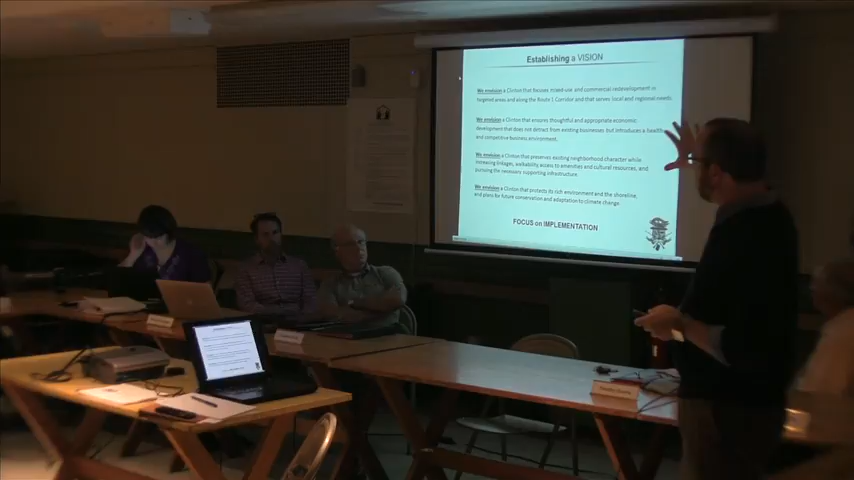 Establishing a VISION
We envision a Clinton that focuses mixed-use and commercial redevelopment in
targeted areas and along the Route 1 Corridor and that serves local and regional needs.
We envision a Clinton that ensures thoughtful and appropriate economic
development that does not detract from existing businesses but introduces a healthy
and competitive business environment.
We envision a Clinton that preserves existing neighborhood character while
increasing linkages, walkability, access to amenities and cultural resources, and
pursuing the necessary supporting infrastructure.
We envision a Clinton that protects its rich environment and the shoreline,
and plans for future conservation and adaptation to climate change.
FOCUS on IMPLEMENTATION